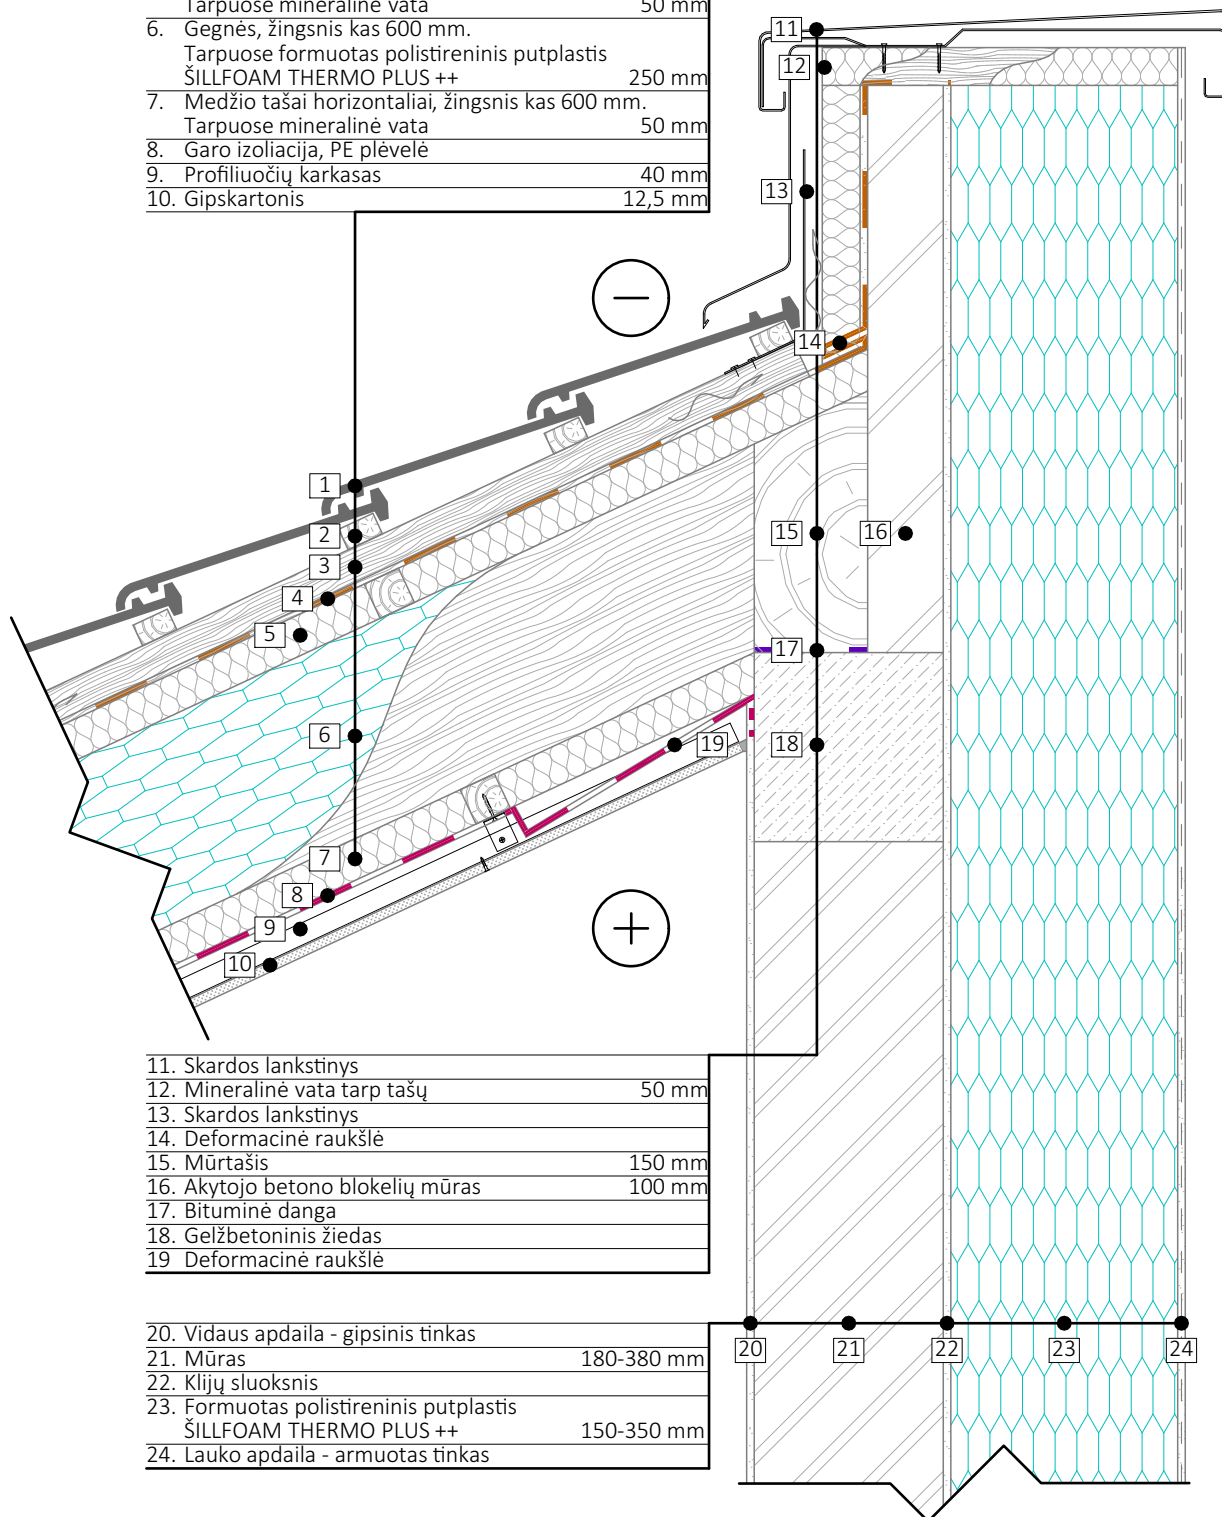 Tarpuose mineralinė vata 50 mm
6. Gegnės, žingsnis kas 600 mm.
Tarpuose formuotas polistireninis putplastis
ŠILLFOAM THERMO PLUS ++ 250 mm
7. Medžio tašai horizontaliai, žingsnis kas 600 mm.
Tarpuose mineralinė vata 50 mm
8. Garo izoliacija, PE plėvelė
9. Profiliuočių karkasas 40 mm
10. Gipskartonis 12,5 mm
11
12
13
14
1
2
3
4
5
15
16
17
6
19
18
7
8
9
10
11. Skardos lankstinys
12. Mineralinė vata tarp tašų 50 mm
13. Skardos lankstinys
14. Deformacinė raukšlė
15. Mūrtašis 150 mm
16. Akytojo betono blokelių mūras 100 mm
17. Bituminė danga
18. Gelžbetoninis žiedas
19 Deformacinė raukšlė
20. Vidaus apdaila - gipsinis tinkas
21. Mūras 180-380 mm
22. Klijų sluoksnis
23. Formuotas polistireninis putplastis
ŠILLFOAM THERMO PLUS ++ 150-350 mm
24. Lauko apdaila - armuotas tinkas
20 21 22 23 24